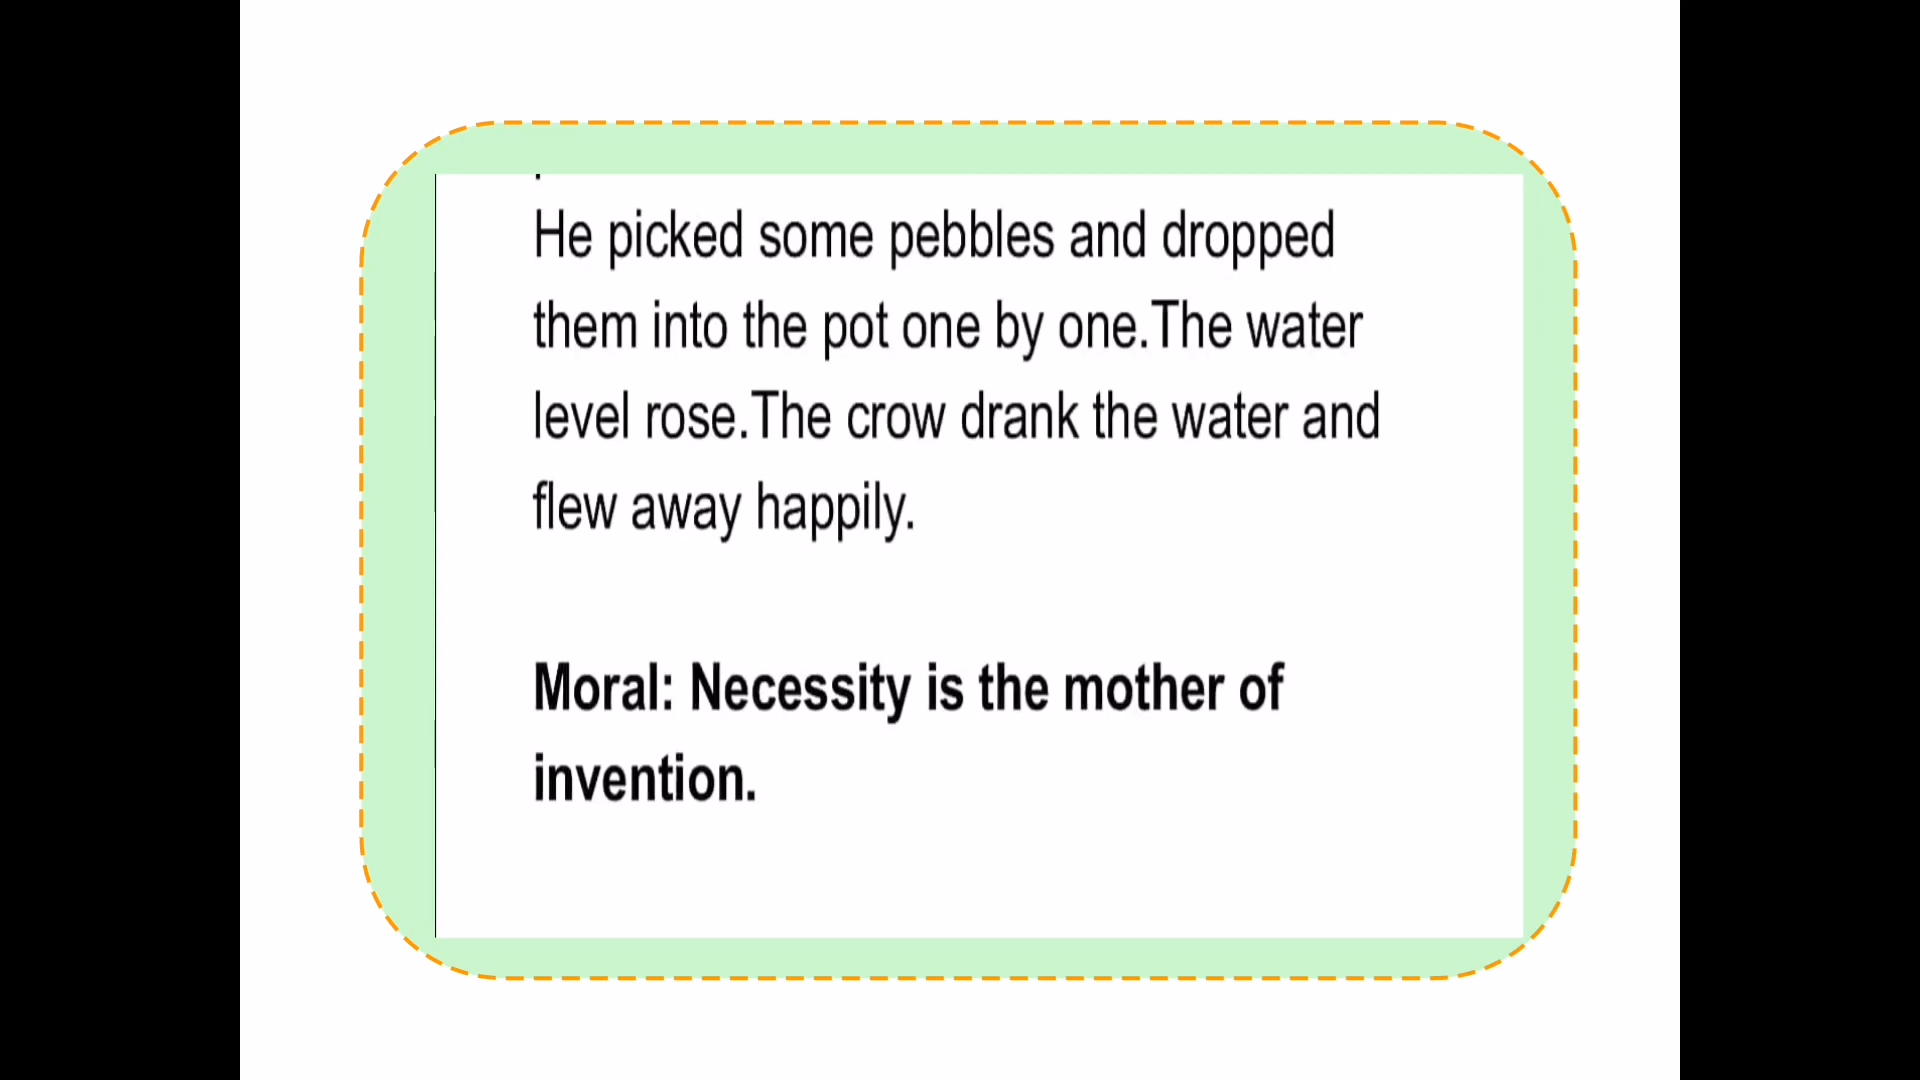 He picked some pebbles and dropped
them into the pot one by one.The water
level rose.The crow drank the water and
flew away happily.
Moral: Necessity is the mother of
invention.